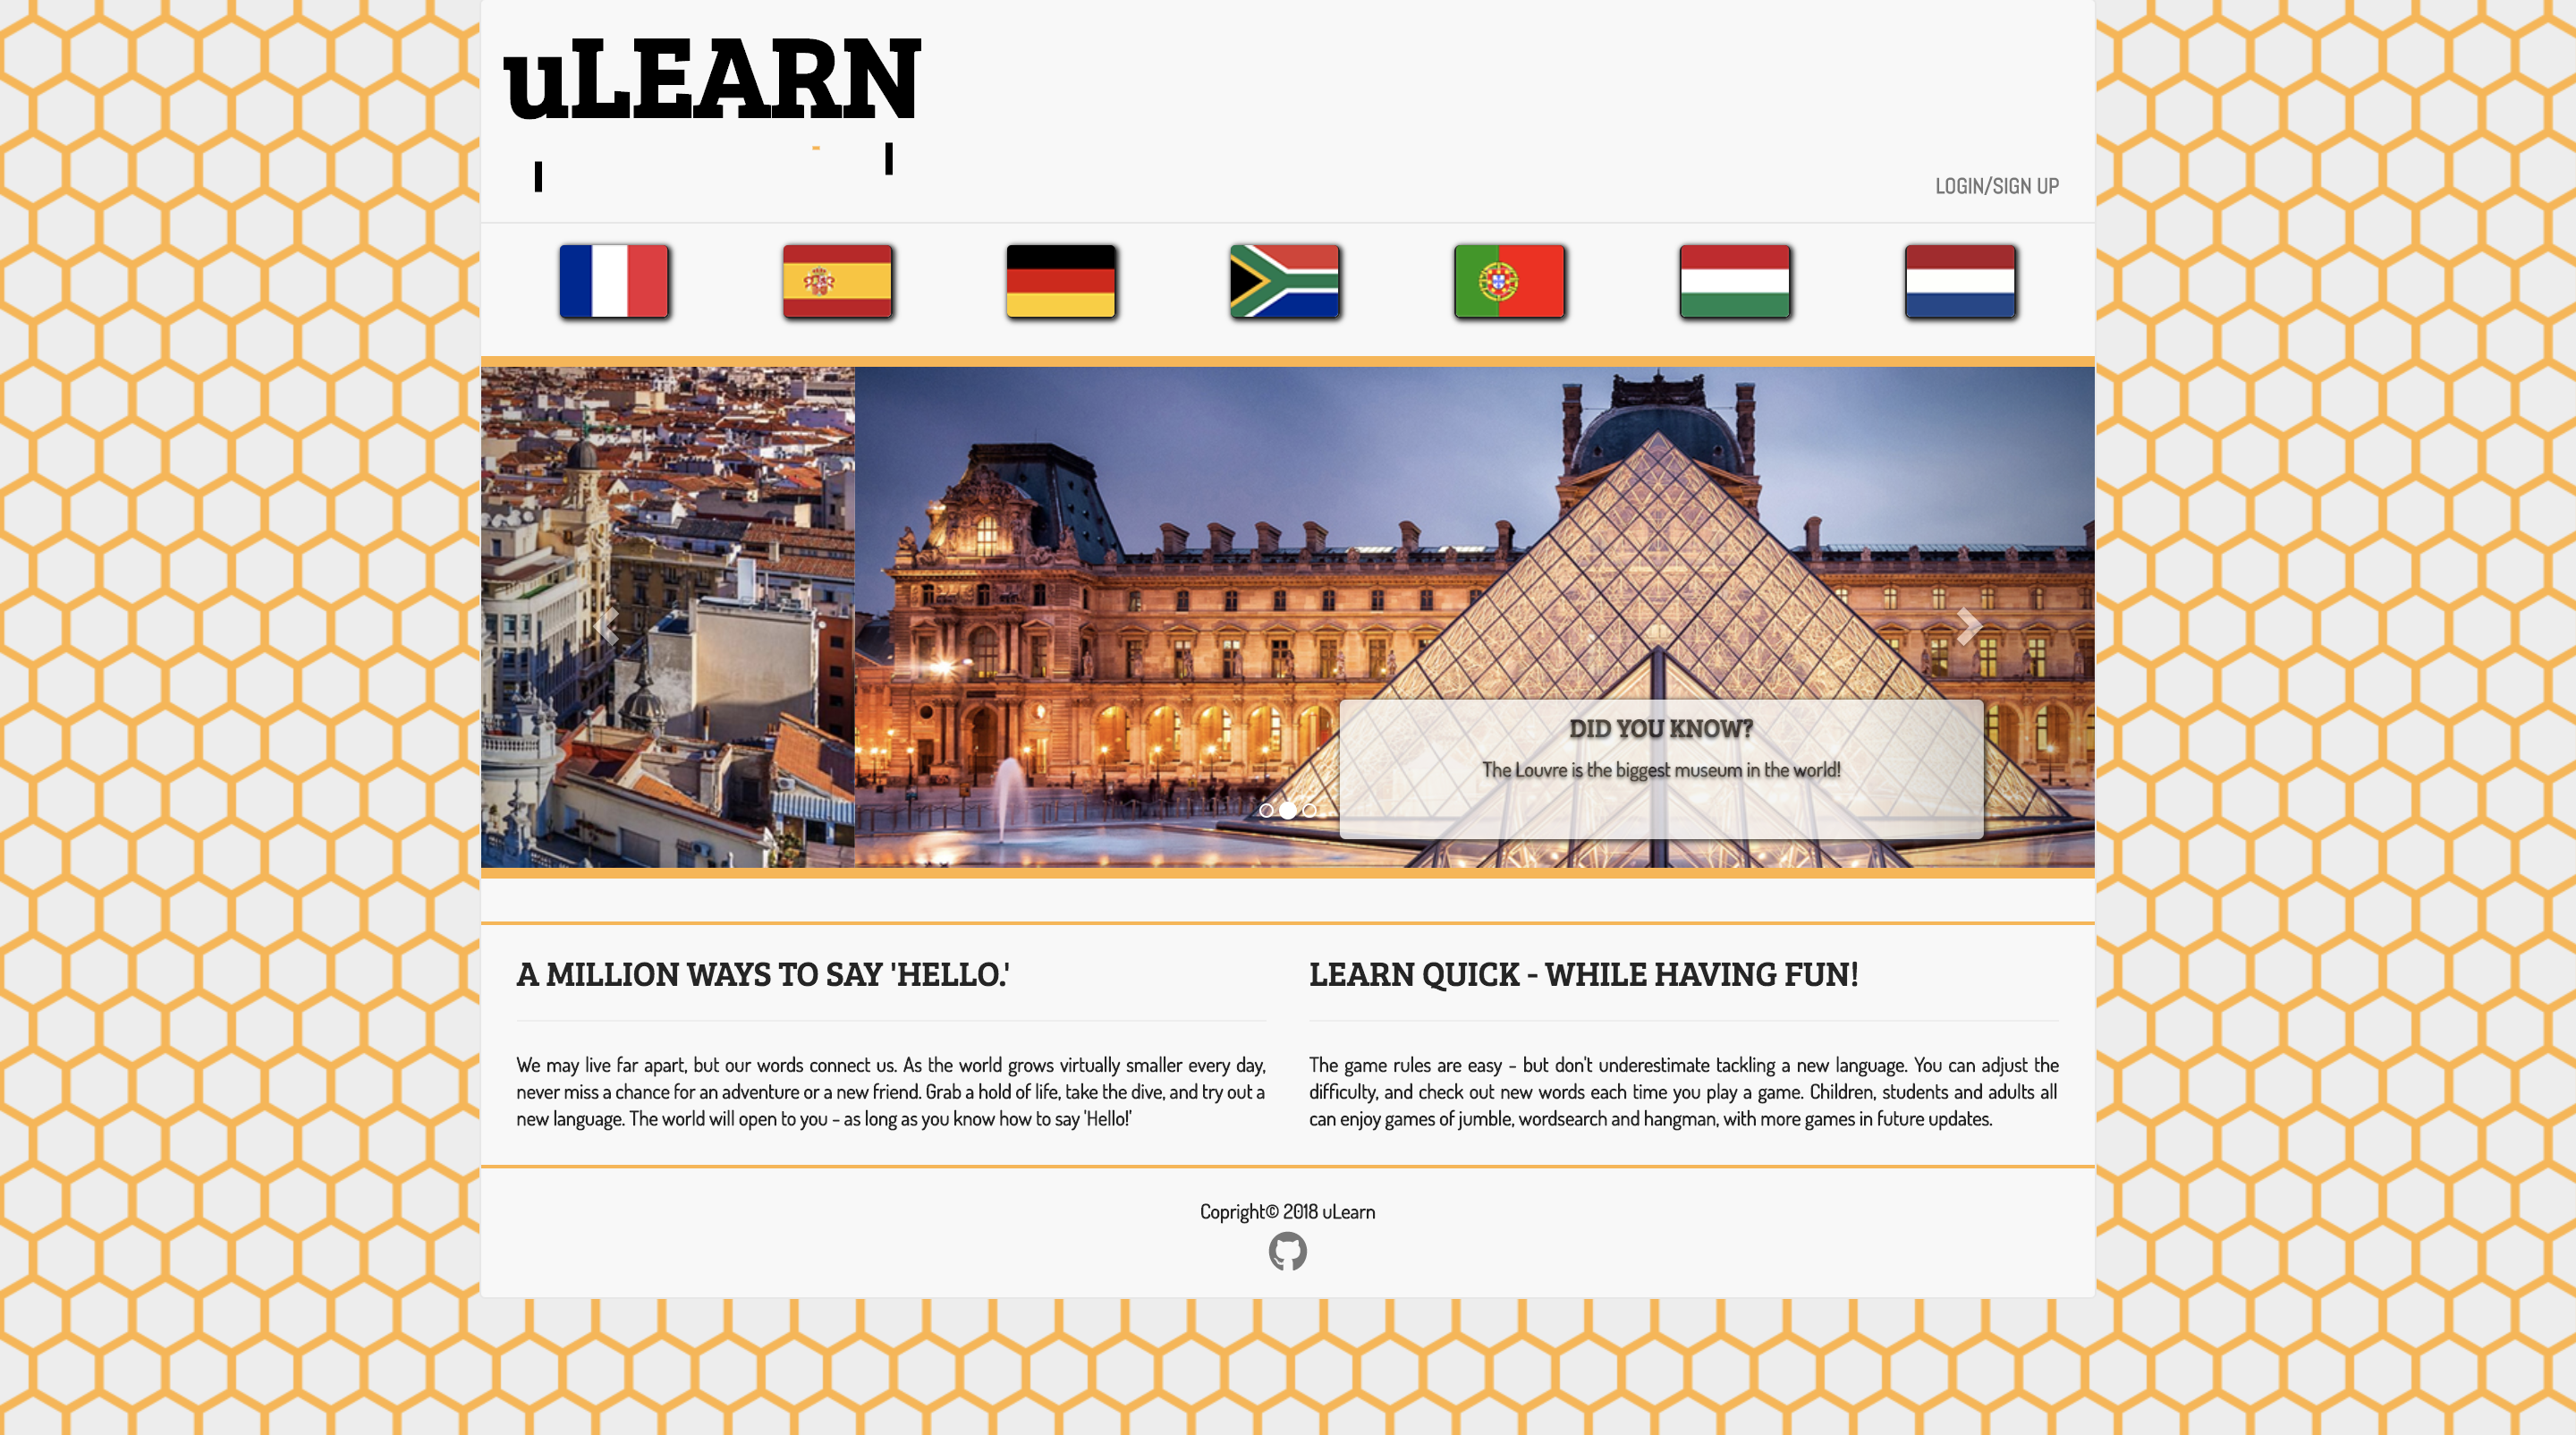 uLEARN
LOGIN/SIGN UP
DID YOU KNOW?
The Louvre is the biggest museum in the world!
A MILLION WAYS TO SAY 'HELLO.'
We may live far apart, but our words connect us. As the world grows virtually smaller every day,
never miss a chance for an adventure or a new friend. Grab a hold of life, take the dive, and try out a
new language. The world will open to you - as long as you know how to say 'Hello!'
LEARN QUICK - WHILE HAVING FUN!
The game rules are easy - but don't underestimate tackling a new language. You can adjust the
difficulty, and check out new words each time you play a game. Children, students and adults all
can enjoy games of jumble, wordsearch and hangman, with more games in future updates.
Copright© 2018 uLearn